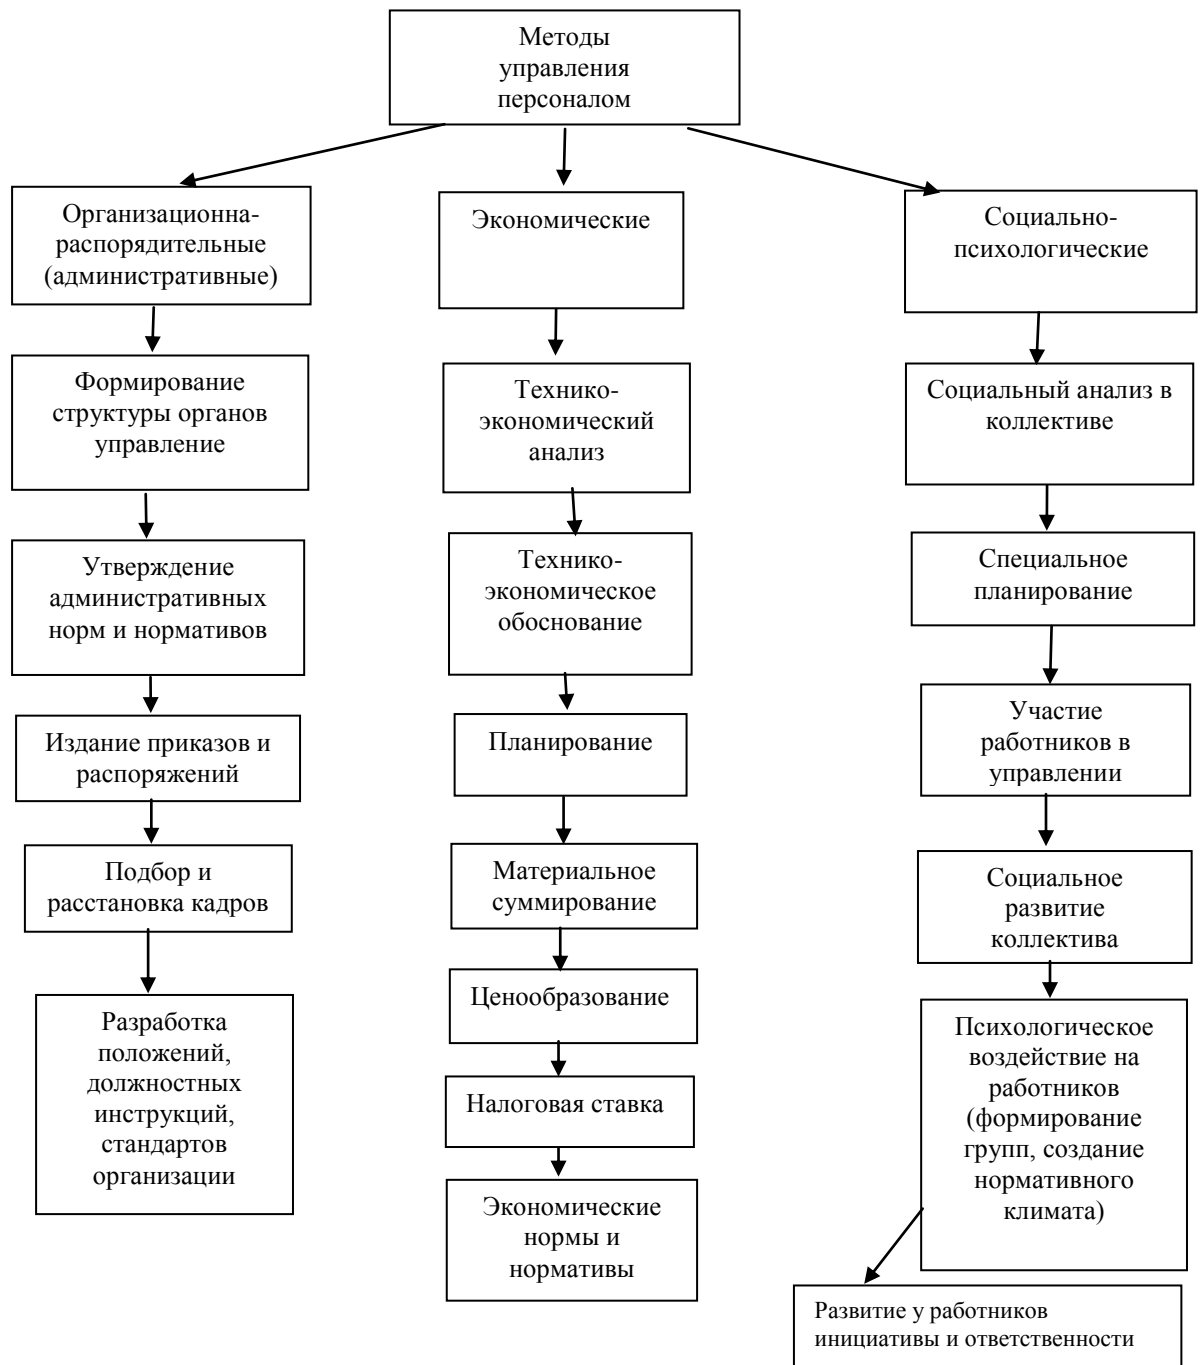 Методы
управления
персоналом
Организационна-
распорядительные
(административные)
Формирование
структуры органов
управление
Утверждение
административных
норм и нормативов
Издание приказов и
распоряжений
Подбор и
расстановка кадров
Разработка
положений,
должностных
инструкций,
стандартов
организации
Экономические
Технико-
экономический
анализ
Технико-
экономическое
обоснование
Планирование
Материальное
суммирование
Ценообразование
Налоговая ставка
Экономические
нормы и
нормативы
Социально-
психологические
Социальный анализ в
коллективе
Специальное
планирование
Участие
работников в
управлении
Социальное
развитие
коллектива
Психологическое
воздействие на
работников
(формирование
групп, создание
нормативного
климата)
Развитие у работников
инициативы и ответственности